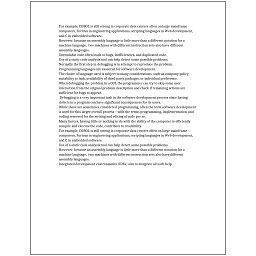 For example COBOL is still strong in corporate data centers often on large mainframe
computers, Fortran in engineering applications, scripting languages in Web development,
and C in embedded software.
However, because an assembly language is little more than a different notation for a
machine language, two machines with different instruction sets also have different
assembly languages.
Unreadable code often leads to bugs, inefficiencies, and duplicated code.
Use of a static code analysis tool can help detect some possible problems.
Normally the first step in debugging is to attempt to reproduce the problem.
Programming languages are essential for software development.
The choice of language used is subject to many considerations, such as company policy,
suitability to task, availability of third-party packages, or individual preference.
When debugging the problem in a GUI, the programmer can try to skip some user
interaction from the original problem description and check if remaining actions are
sufficient for bugs to appear.
Debugging is a very important task in the software development process since having
defects in a program can have significant consequences for its users.
While these are sometimes considered programming, often the term software development
is used for this larger overall process – with the terms programming, implementation, and
coding reserved for the writing and editing of code per se.
Many factors, having little or nothing to do with the ability of the computer to efficiently
compile and execute the code, contribute to readability.
For example COBOL is still strong in corporate data centers often on large mainframe
computers, Fortran in engineering applications, scripting languages in Web development,
and C in embedded software.
Use of a static code analysis tool can help detect some possible problems.
However, because an assembly language is little more than a different notation for a
machine language, two machines with different instruction sets also have different
assembly languages.
Integrated development environments (IDEs) aim to integrate all such help.